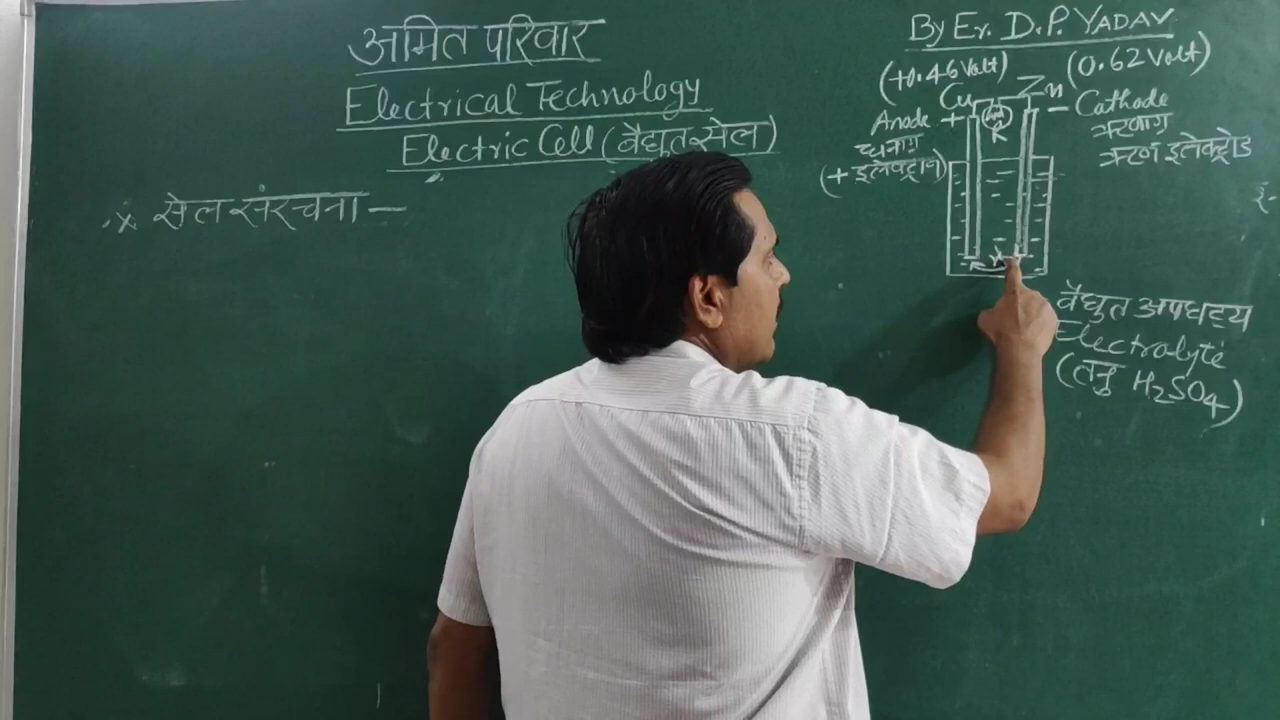 अमित परिवार
By Er. D.P. YADAV
Electrical Technology
Electric Cell (वैद्युत सेल)
सेल संरचना —
(+0.46 Volt)
(0.62 Volt)
Cu
Zn
Anode +
धनाग्र
- Cathode
ऋणाग्र
ऋण इलेक्ट्रोड
वैद्युत अपघट्य
Electrolyte
(तनु H₂SO₄)